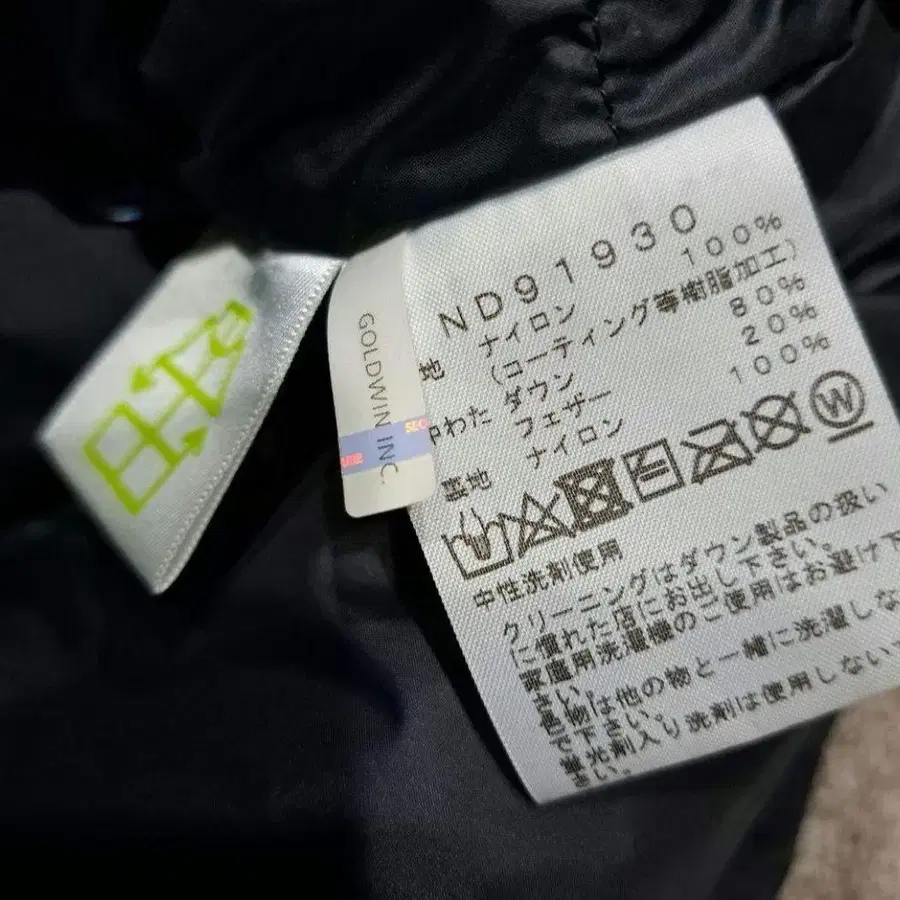 ND91930
地 ナイロン 100%
(コーティング等樹脂加工)
中わた ダウン 80%
フェザー 20%
裏地 ナイロン 100%
W
中性洗剤使用
クリーニングはダウン製品の扱い
に慣れた店にお出し下さい。
家庭用洗濯機のご使用はお避け下
さい。
色物は他の物と一緒に洗濯しな
で下さい。
蛍光剤入り洗剤は使用しない
さい。
GOLDWIN INC.